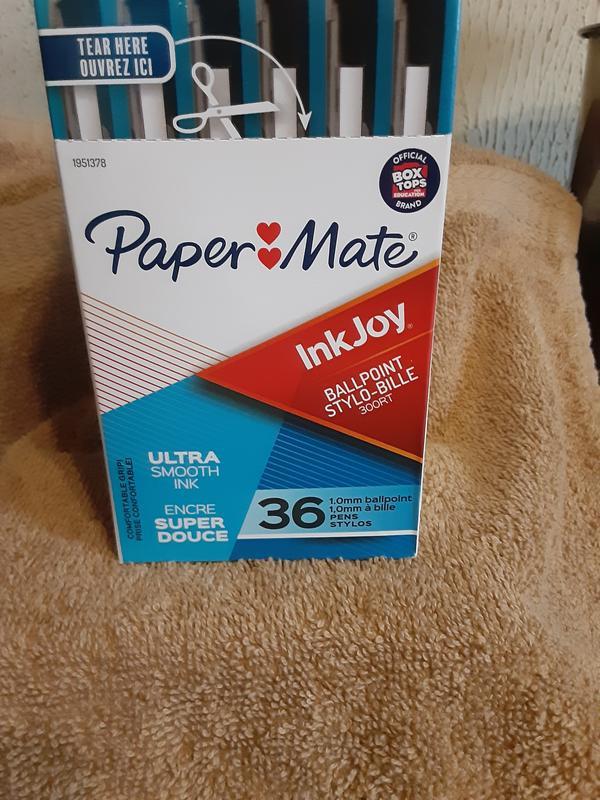 TEAR HERE
OUVREZ ICI
1951378
OFFICIAL
BOX
TOPS
FOR
EDUCATION
BRAND
Paper Mate®
InkJoy®
BALLPOINT
STYLO-BILLE
300RT
ULTRA
SMOOTH
INK
ENCRE
SUPER
DOUCE
COMFORTABLE GRIP!
PRISE CONFORTABLE!
36
1.0mm ballpoint
1,0mm à bille
PENS
STYLOS